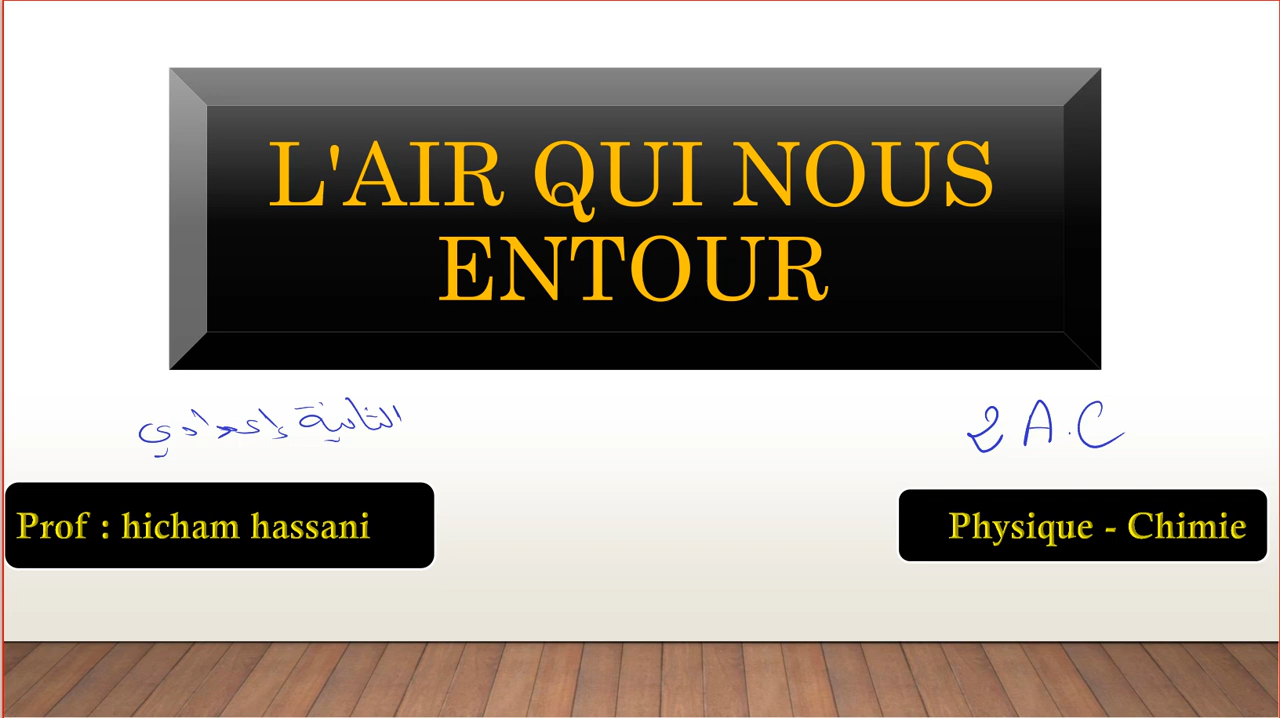 L'AIR QUI NOUS
ENTOUR
الثانية إعدادي
2 A.C
Prof : hicham hassani
Physique - Chimie